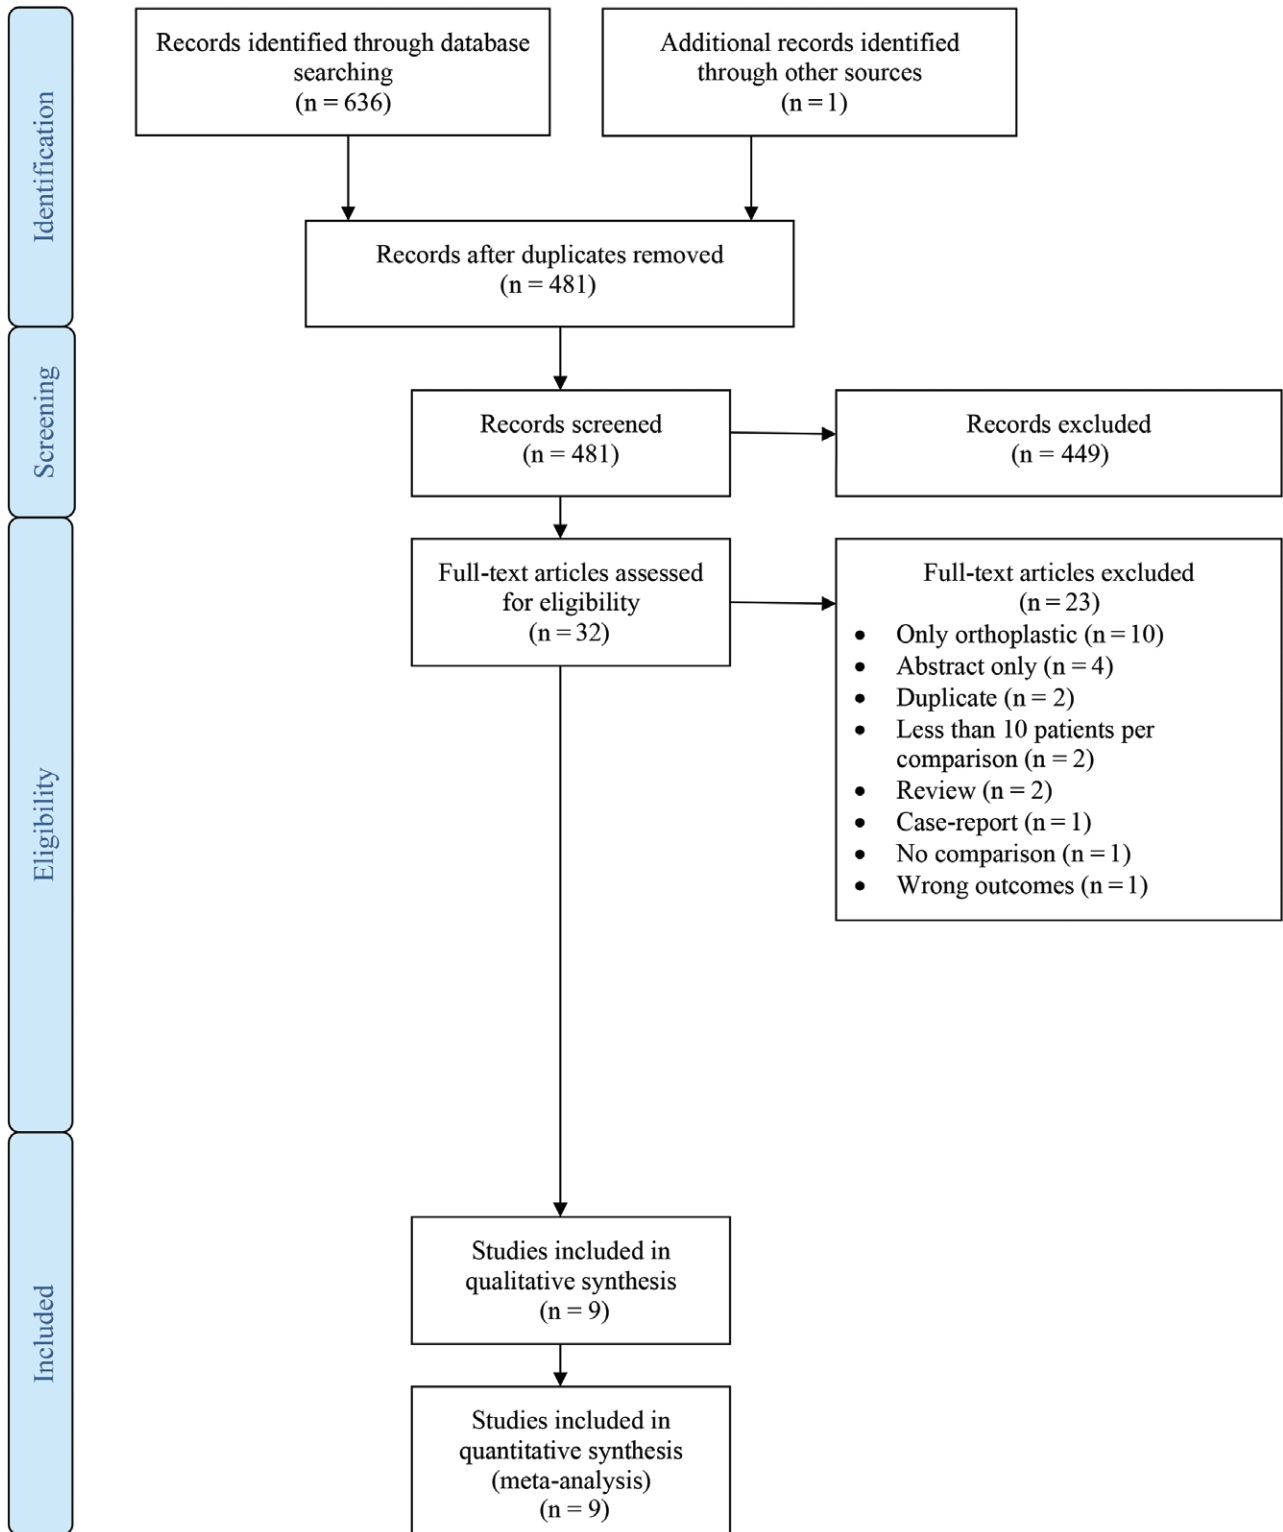 Identification
Records identified through database
searching
(n = 636)
Additional records identified
through other sources
(n = 1)
Records after duplicates removed
(n = 481)
Screening
Records screened
(n = 481)
Records excluded
(n = 449)
Eligibility
Full-text articles assessed
for eligibility
(n = 32)
Full-text articles excluded
(n = 23)
• Only orthoplastic (n = 10)
• Abstract only (n = 4)
• Duplicate (n = 2)
• Less than 10 patients per
comparison (n = 2)
• Review (n = 2)
• Case-report (n = 1)
• No comparison (n = 1)
• Wrong outcomes (n = 1)
Included
Studies included in
qualitative synthesis
(n = 9)
Studies included in
quantitative synthesis
(meta-analysis)
(n = 9)